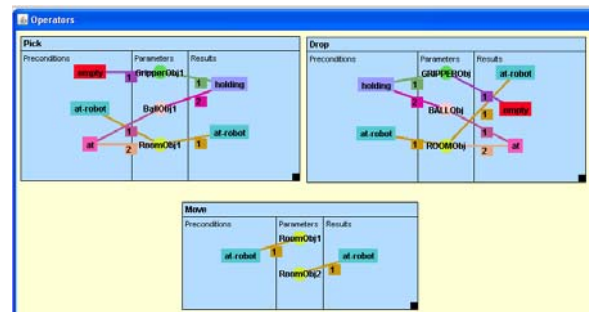 Operators
Pick
Preconditions Parameters Results
empty GripperObj1
1 1 holding
2
at-robot BallObj1
1 at-robot
at 2 RoomObj1 1
Drop
Preconditions Parameters Results
GRIPPERObj at-robot
holding 1 1
2 BALLObj 1 empty
at-robot 1
1 ROOMObj 2 at
Move
Preconditions Parameters Results
RoomObj1
at-robot 1 at-robot
RoomObj2 1